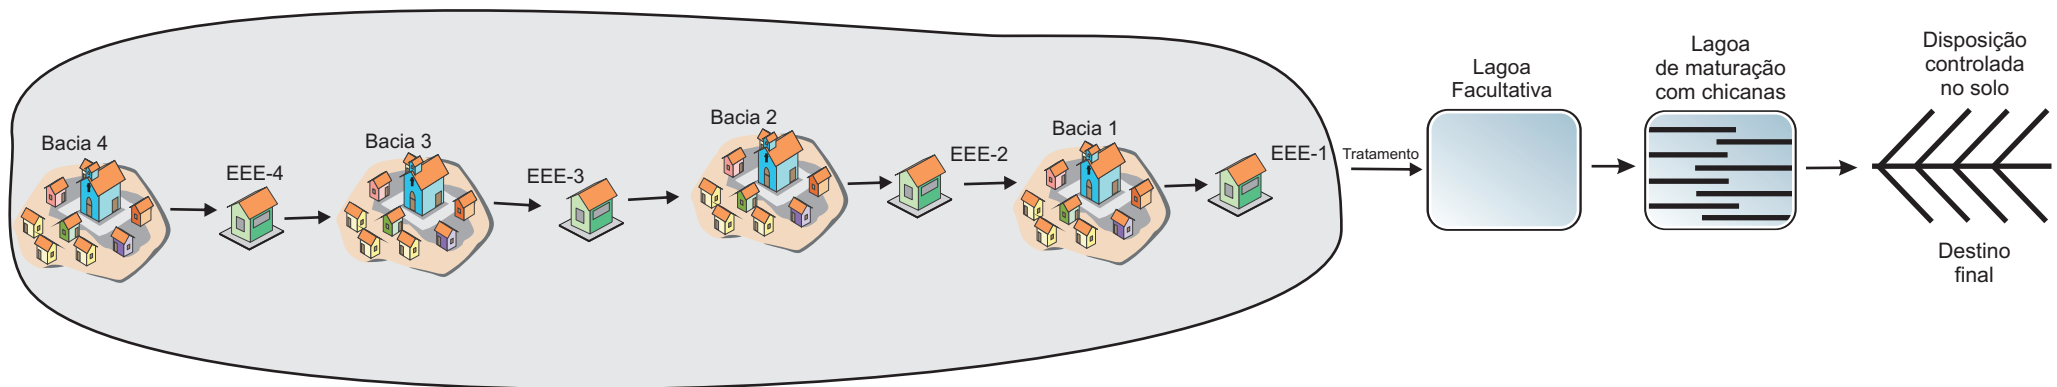 Bacia 4
EEE-4
Bacia 3
EEE-3
Bacia 2
EEE-2
Bacia 1
EEE-1
Tratamento
Lagoa
Facultativa
Lagoa
de maturação
com chicanas
Disposição
controlada
no solo
Destino
final